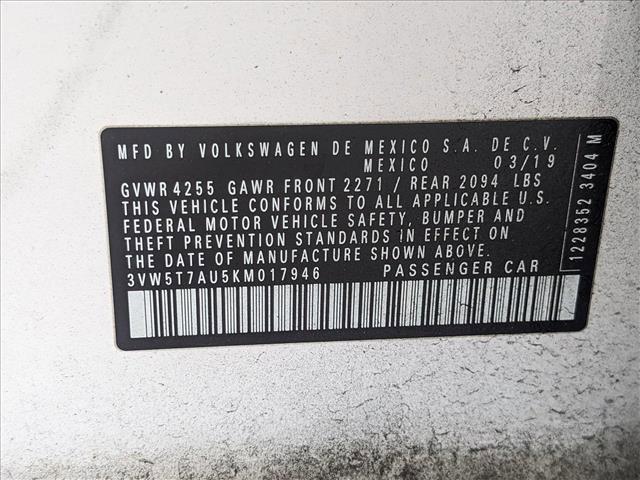 MFD BY VOLKSWAGEN DE MEXICO S.A. DE C.V.
MEXICO 03/19
GVWR 4255 GAWR FRONT 2271 / REAR 2094 LBS
THIS VEHICLE CONFORMS TO ALL APPLICABLE U.S.
FEDERAL MOTOR VEHICLE SAFETY, BUMPER AND
THEFT PREVENTION STANDARDS IN EFFECT ON
THE DATE OF MANUFACTURE SHOWN ABOVE.
3VW5T7AU5KM017946 PASSENGER CAR
1228352 3404 M